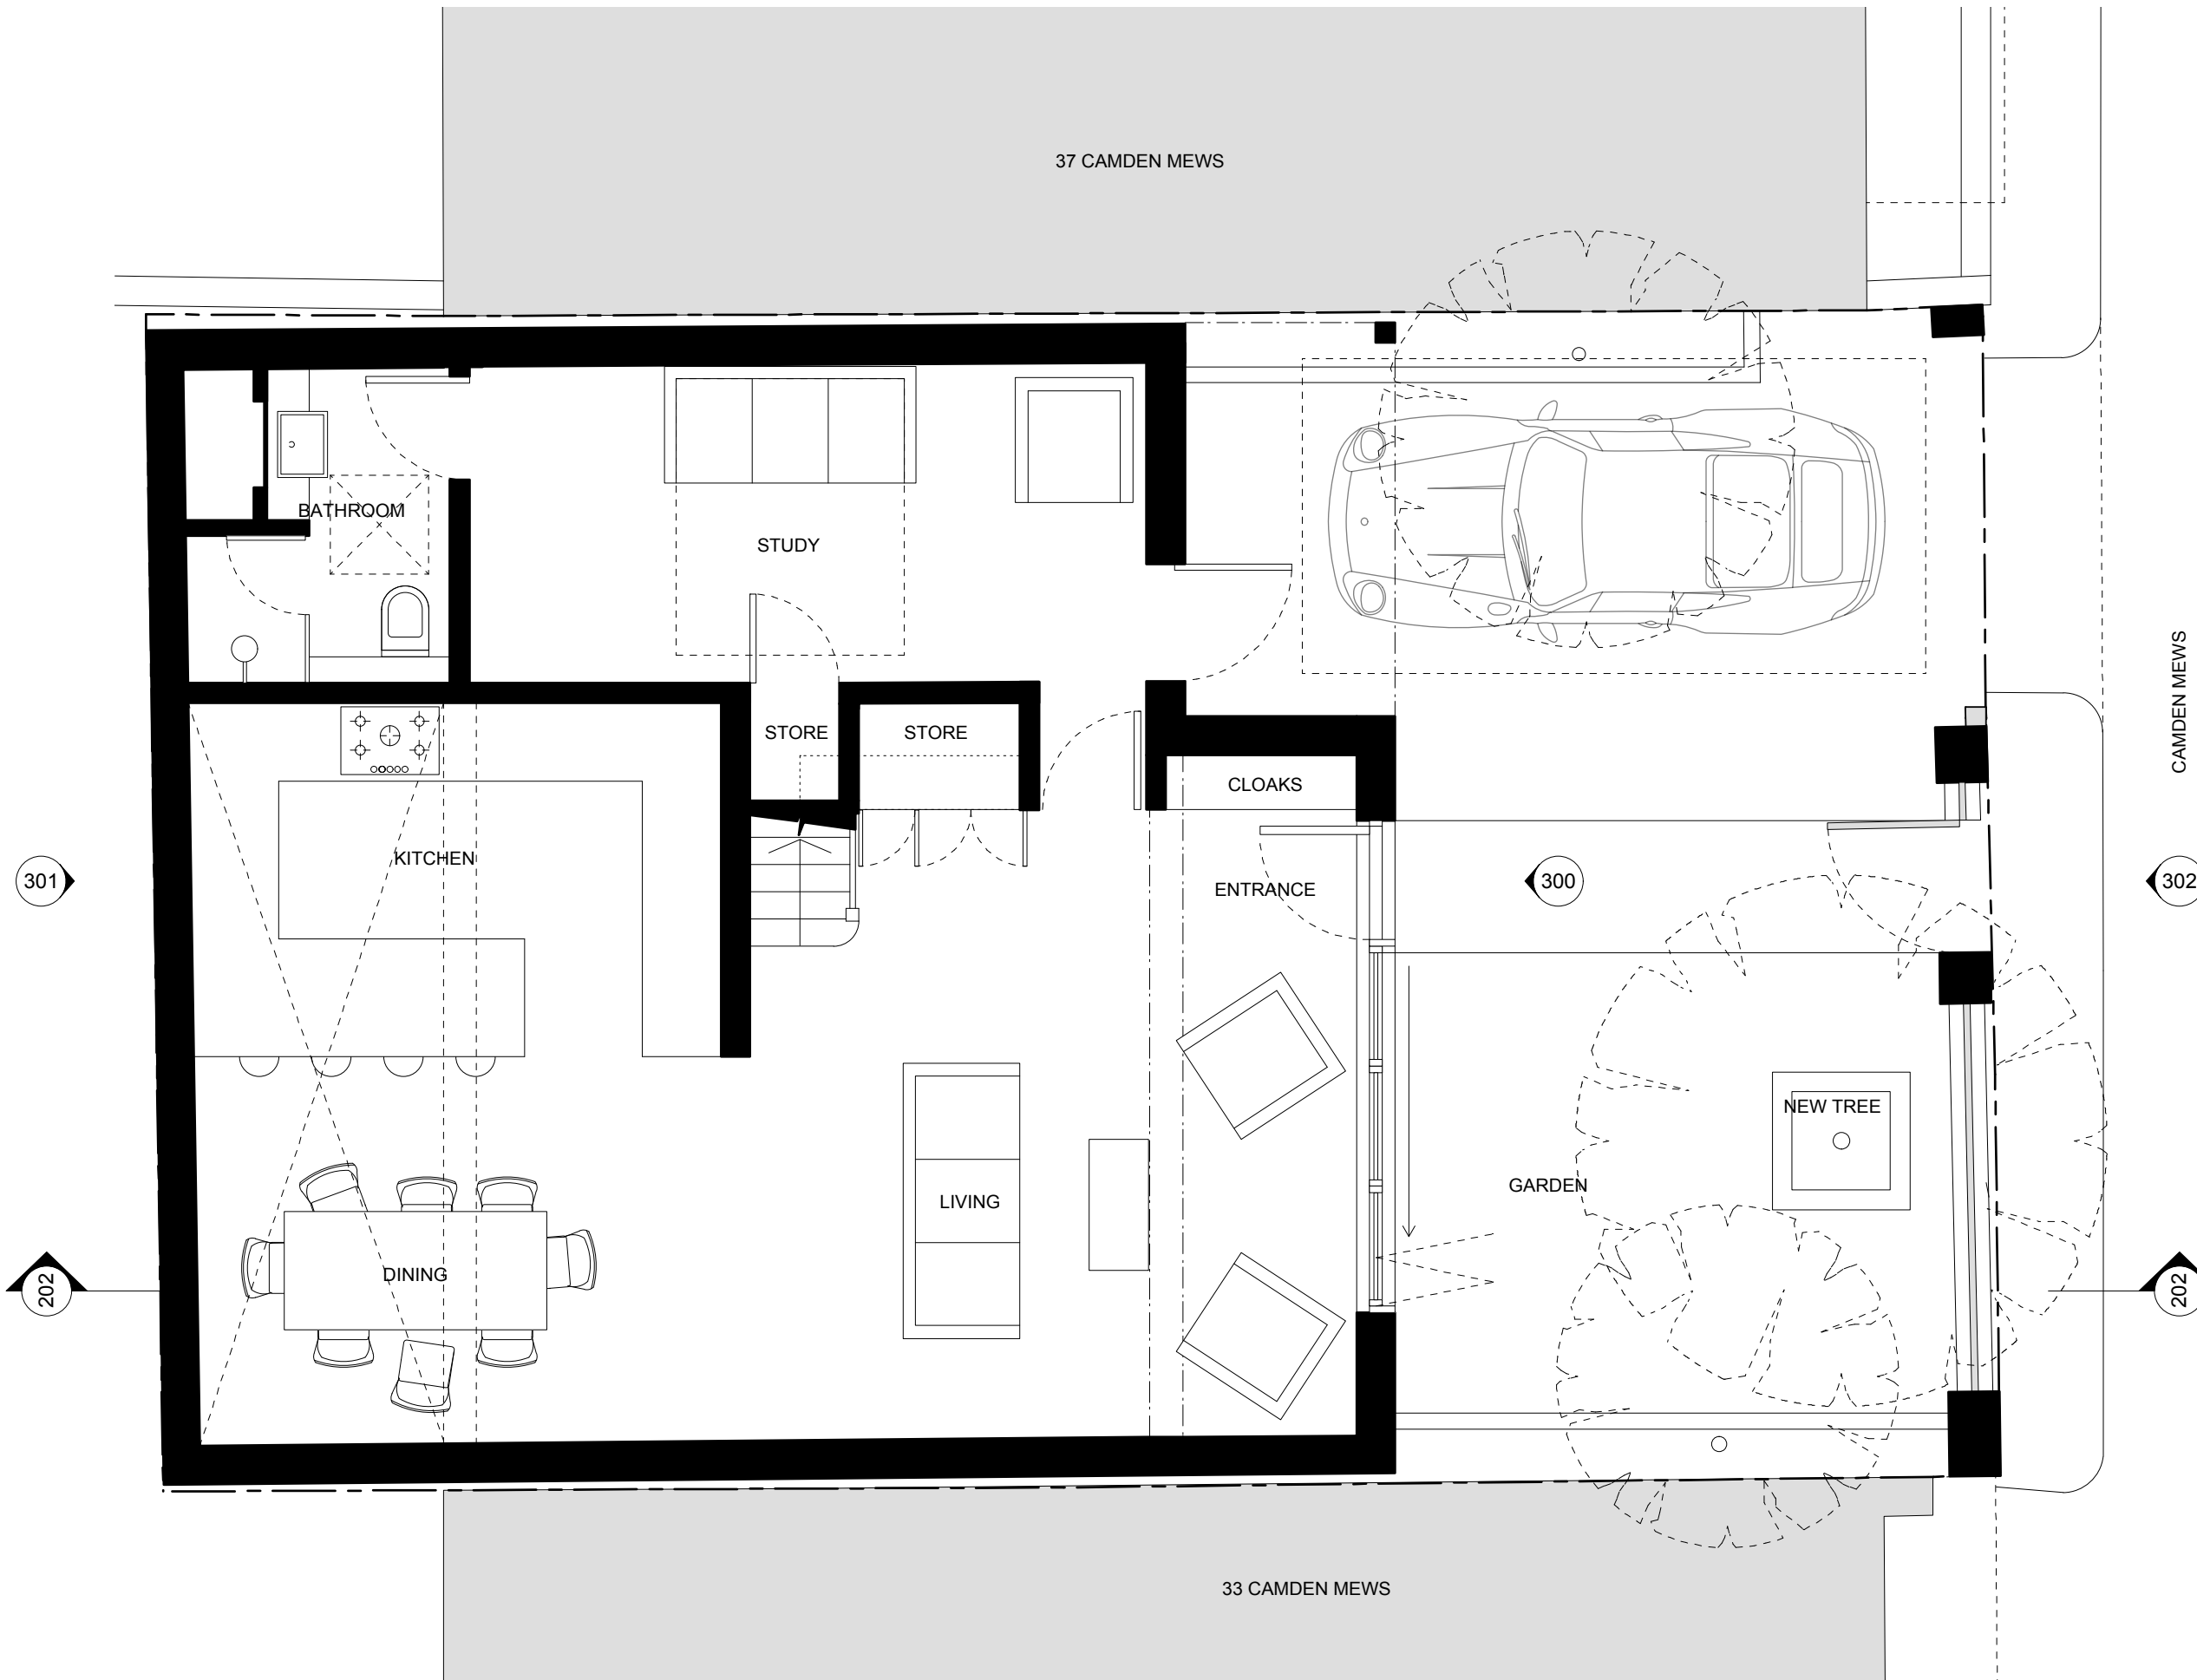 37 CAMDEN MEWS
BATHROOM
STUDY
STORE
STORE
CLOAKS
CAMDEN MEWS
KITCHEN
ENTRANCE
301
300
302
NEW TREE
GARDEN
LIVING
DINING
202
202
33 CAMDEN MEWS